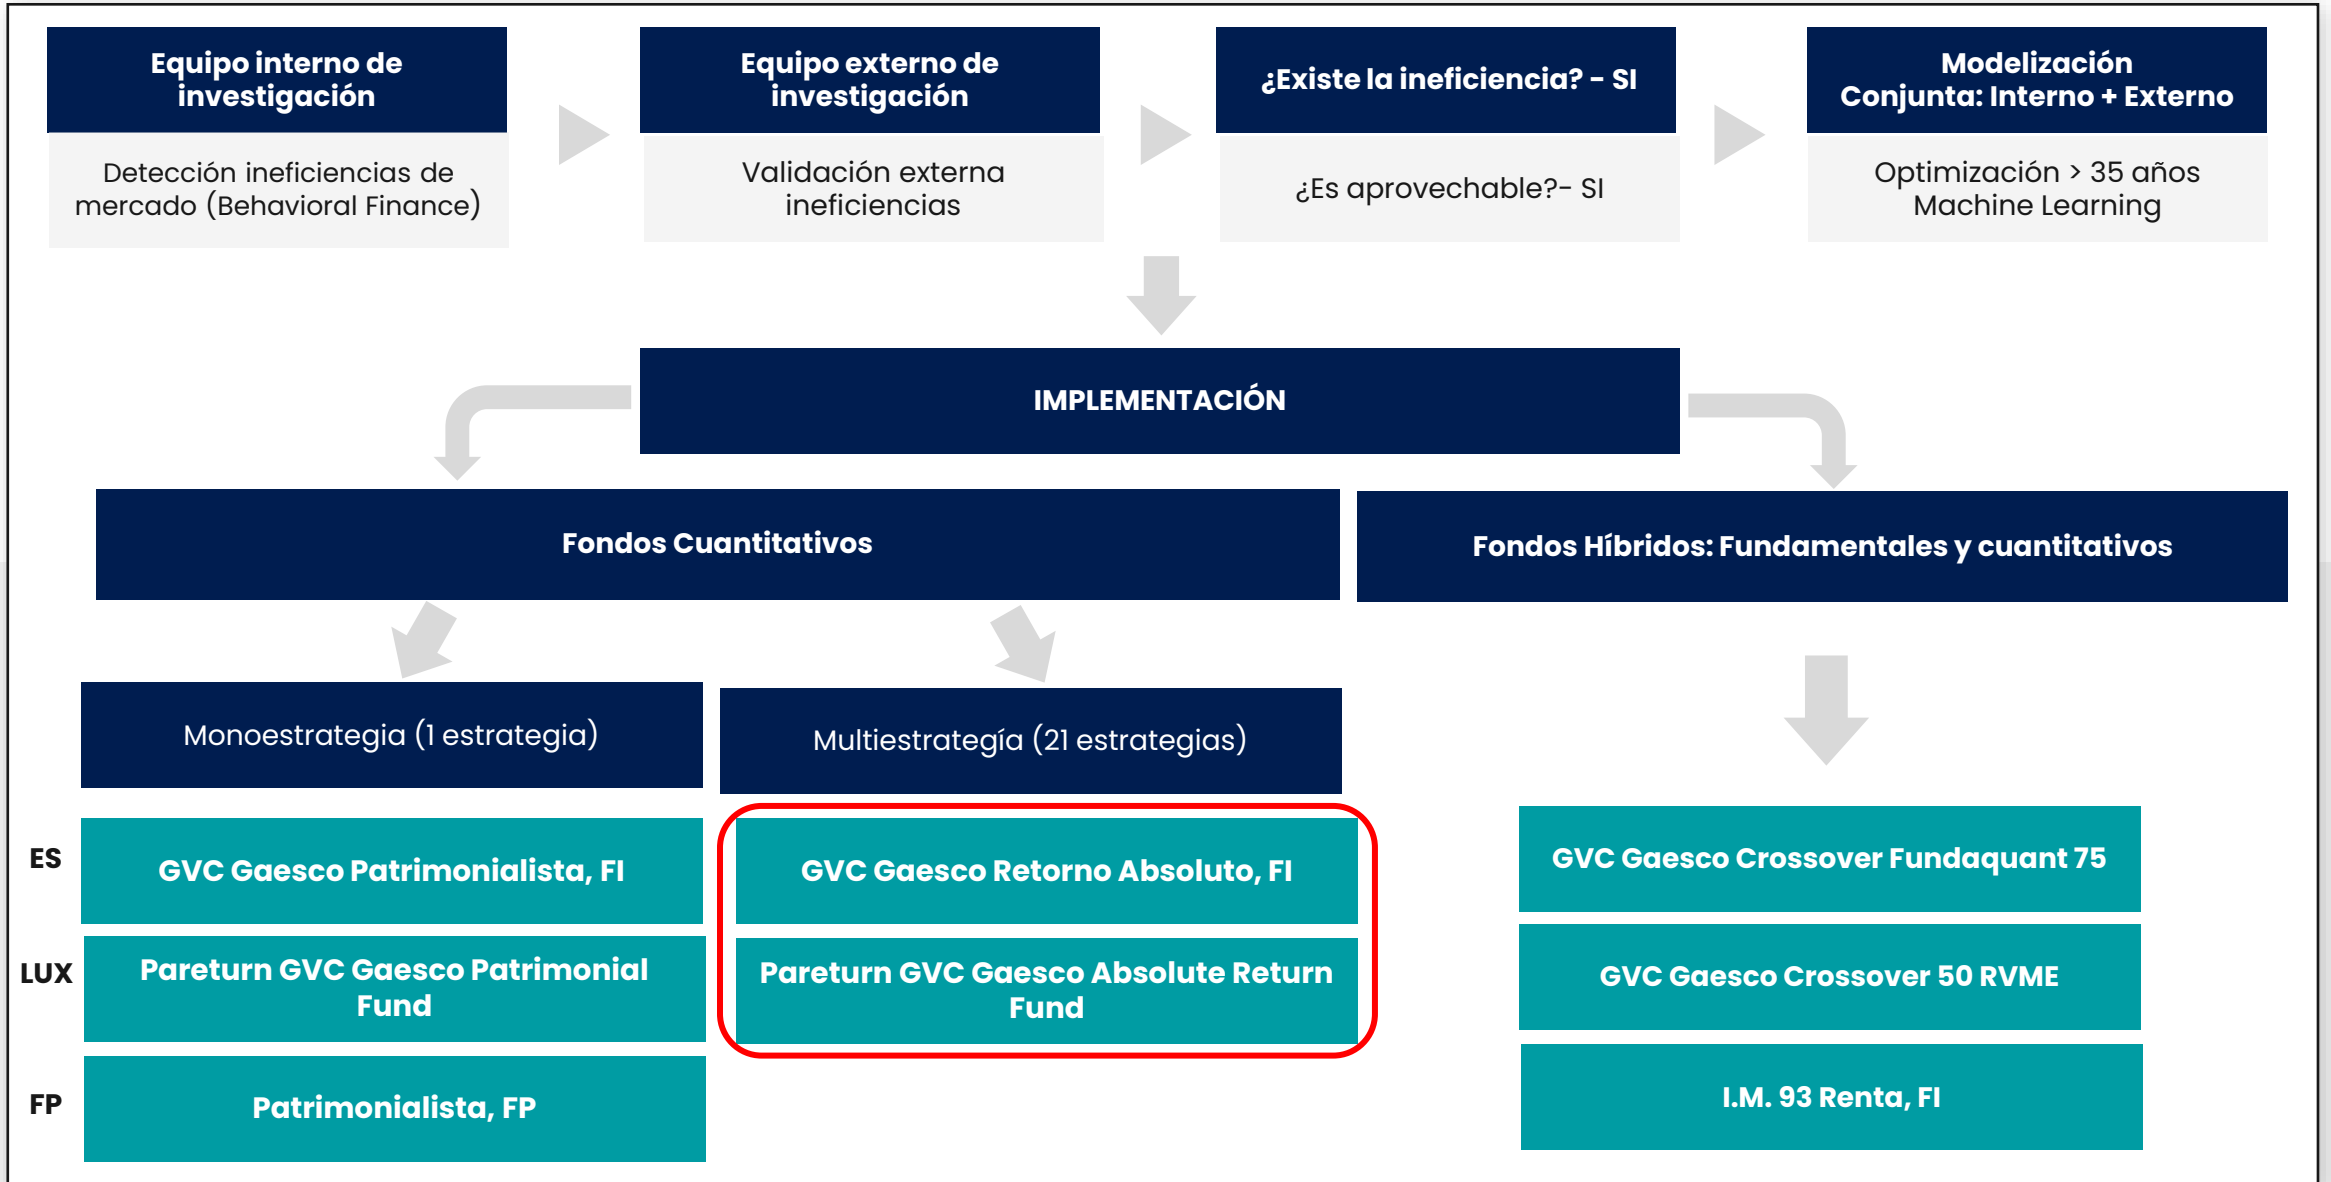 Equipo interno de
investigación
Detección ineficiencias de
mercado (Behavioral Finance)
Equipo externo de
investigación
Validación externa
ineficiencias
¿Existe la ineficiencia? - SI
¿Es aprovechable?- SI
Modelización
Conjunta: Interno + Externo
Optimización > 35 años
Machine Learning
IMPLEMENTACIÓN
Fondos Cuantitativos
Fondos Híbridos: Fundamentales y cuantitativos
Monoestrategia (1 estrategia)
Multiestrategía (21 estrategias)
ES
GVC Gaesco Patrimonialista, FI
GVC Gaesco Retorno Absoluto, FI
GVC Gaesco Crossover Fundaquant 75
LUX
Pareturn GVC Gaesco Patrimonial
Fund
Pareturn GVC Gaesco Absolute Return
Fund
GVC Gaesco Crossover 50 RVME
FP
Patrimonialista, FP
I.M. 93 Renta, FI